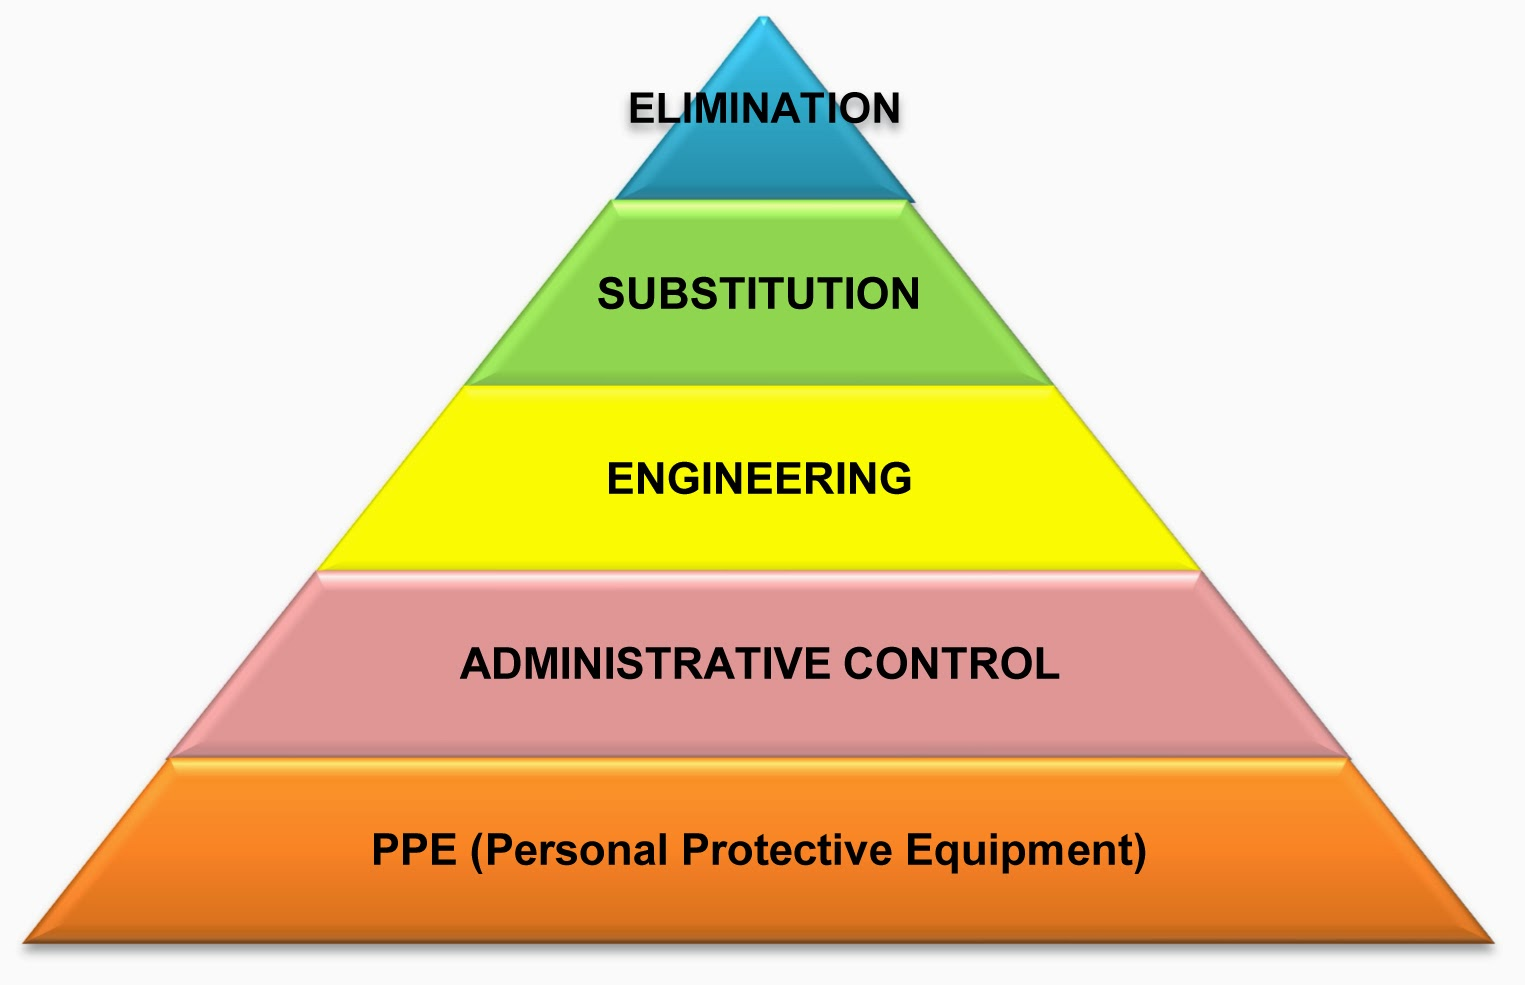 ELIMINATION
SUBSTITUTION
ENGINEERING
ADMINISTRATIVE CONTROL
PPE (Personal Protective Equipment)